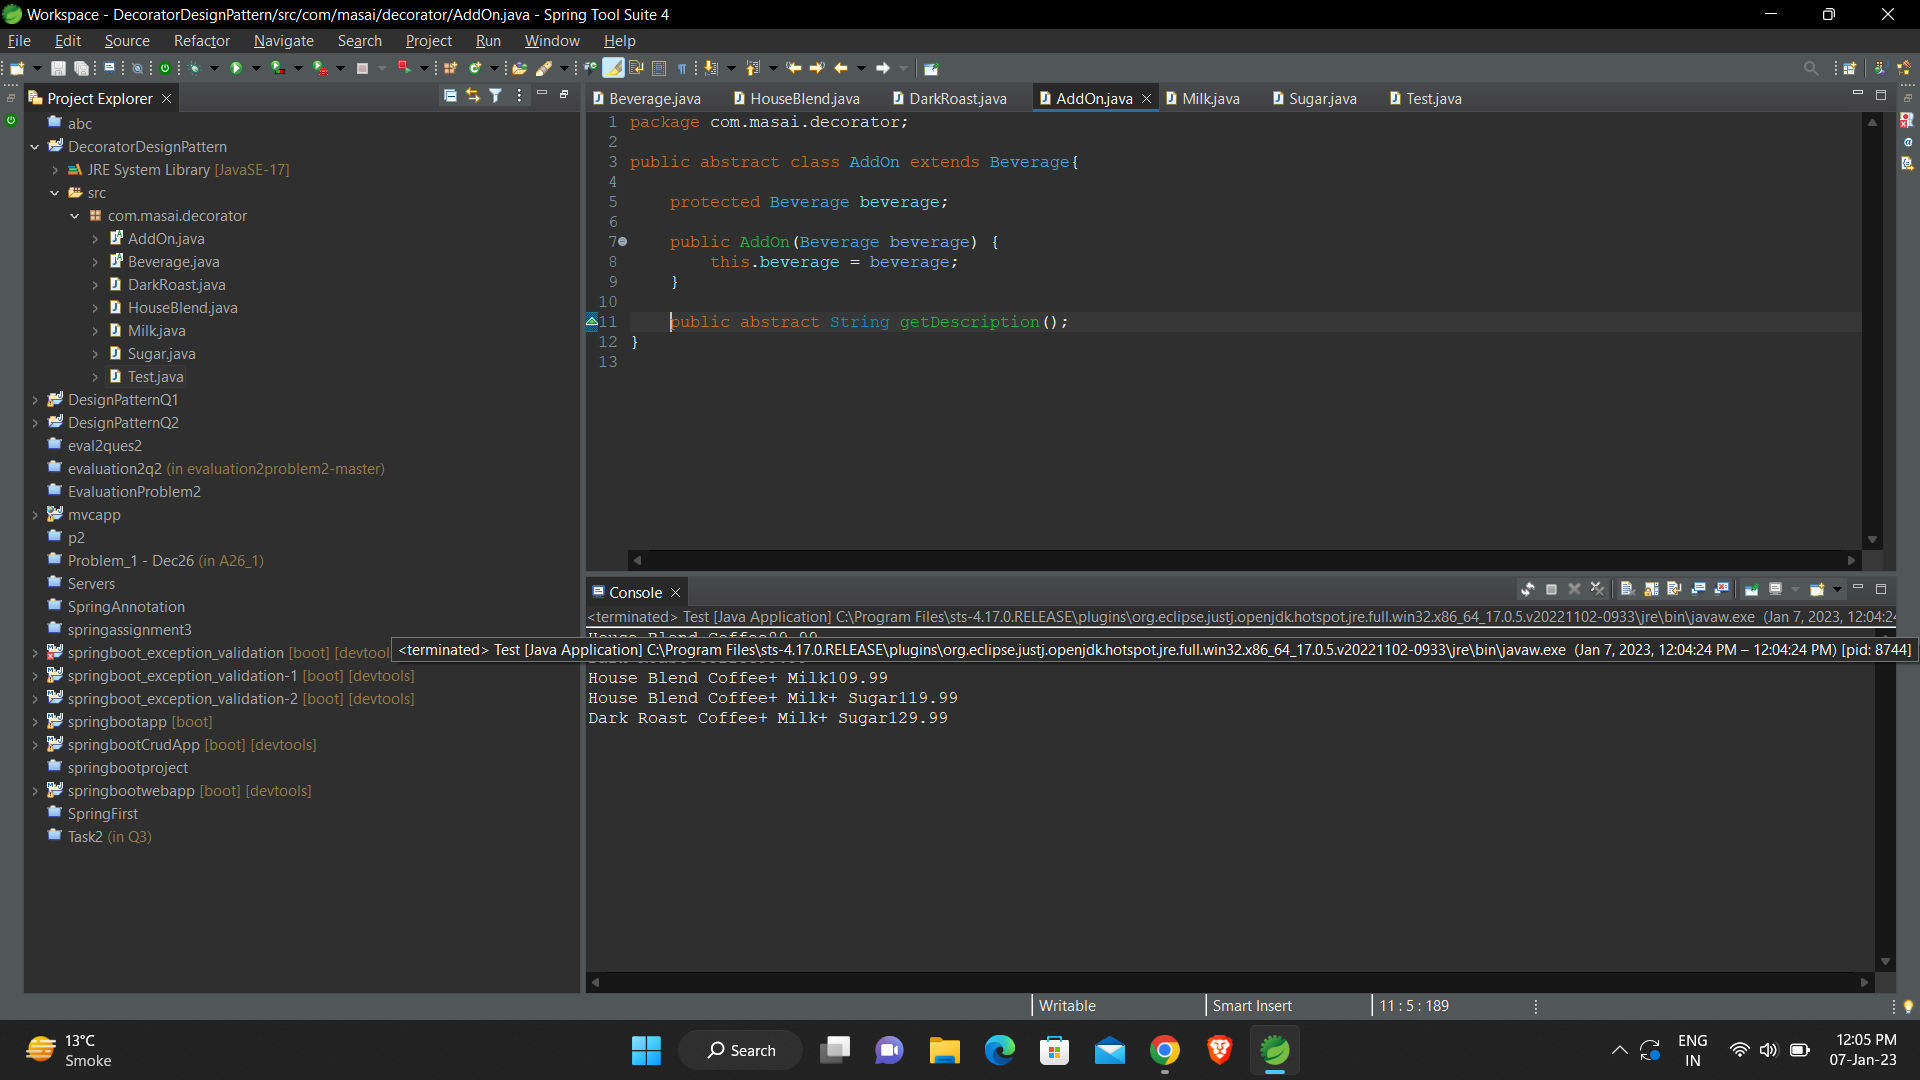 Workspace - DecoratorDesignPattern/src/com/masai/decorator/AddOn.java - Spring Tool Suite 4
File Edit Source Refactor Navigate Search Project Run Window Help
Project Explorer
abc
DecoratorDesignPattern
JRE System Library [JavaSE-17]
src
com.masai.decorator
AddOn.java
Beverage.java
DarkRoast.java
HouseBlend.java
Milk.java
Sugar.java
Test.java
DesignPatternQ1
DesignPatternQ2
eval2ques2
evaluation2q2 (in evaluation2problem2-master)
EvaluationProblem2
mvcapp
p2
Problem_1 - Dec26 (in A26_1)
Servers
SpringAnnotation
springassignment3
springboot_exception_validation [boot] [devtool
springboot_exception_validation-1 [boot] [devtools]
springboot_exception_validation-2 [boot] [devtools]
springbootapp [boot]
springbootCrudApp [boot] [devtools]
springbootproject
springbootwebapp [boot] [devtools]
SpringFirst
Task2 (in Q3)
Beverage.java HouseBlend.java DarkRoast.java AddOn.java Milk.java Sugar.java Test.java
1 package com.masai.decorator;
2
3 public abstract class AddOn extends Beverage{
4
5 protected Beverage beverage;
6
7 public AddOn(Beverage beverage) {
8 this.beverage = beverage;
9 }
10
11 public abstract String getDescription();
12 }
13
Console
<terminated> Test [Java Application] C:\Program Files\sts-4.17.0.RELEASE\plugins\org.eclipse.justj.openjdk.hotspot.jre.full.win32.x86_64_17.0.5.v20221102-0933\jre\bin\javaw.exe (Jan 7, 2023, 12:04:24
House Blend Coffee89.99
<terminated> Test [Java Application] C:\Program Files\sts-4.17.0.RELEASE\plugins\org.eclipse.justj.openjdk.hotspot.jre.full.win32.x86_64_17.0.5.v20221102-0933\jre\bin\javaw.exe (Jan 7, 2023, 12:04:24 PM – 12:04:24 PM) [pid: 8744]
House Blend Coffee+ Milk109.99
House Blend Coffee+ Milk+ Sugar119.99
Dark Roast Coffee+ Milk+ Sugar129.99
Writable Smart Insert 11 : 5 : 189
13°C
Smoke
Search
ENG
IN
12:05 PM
07-Jan-23